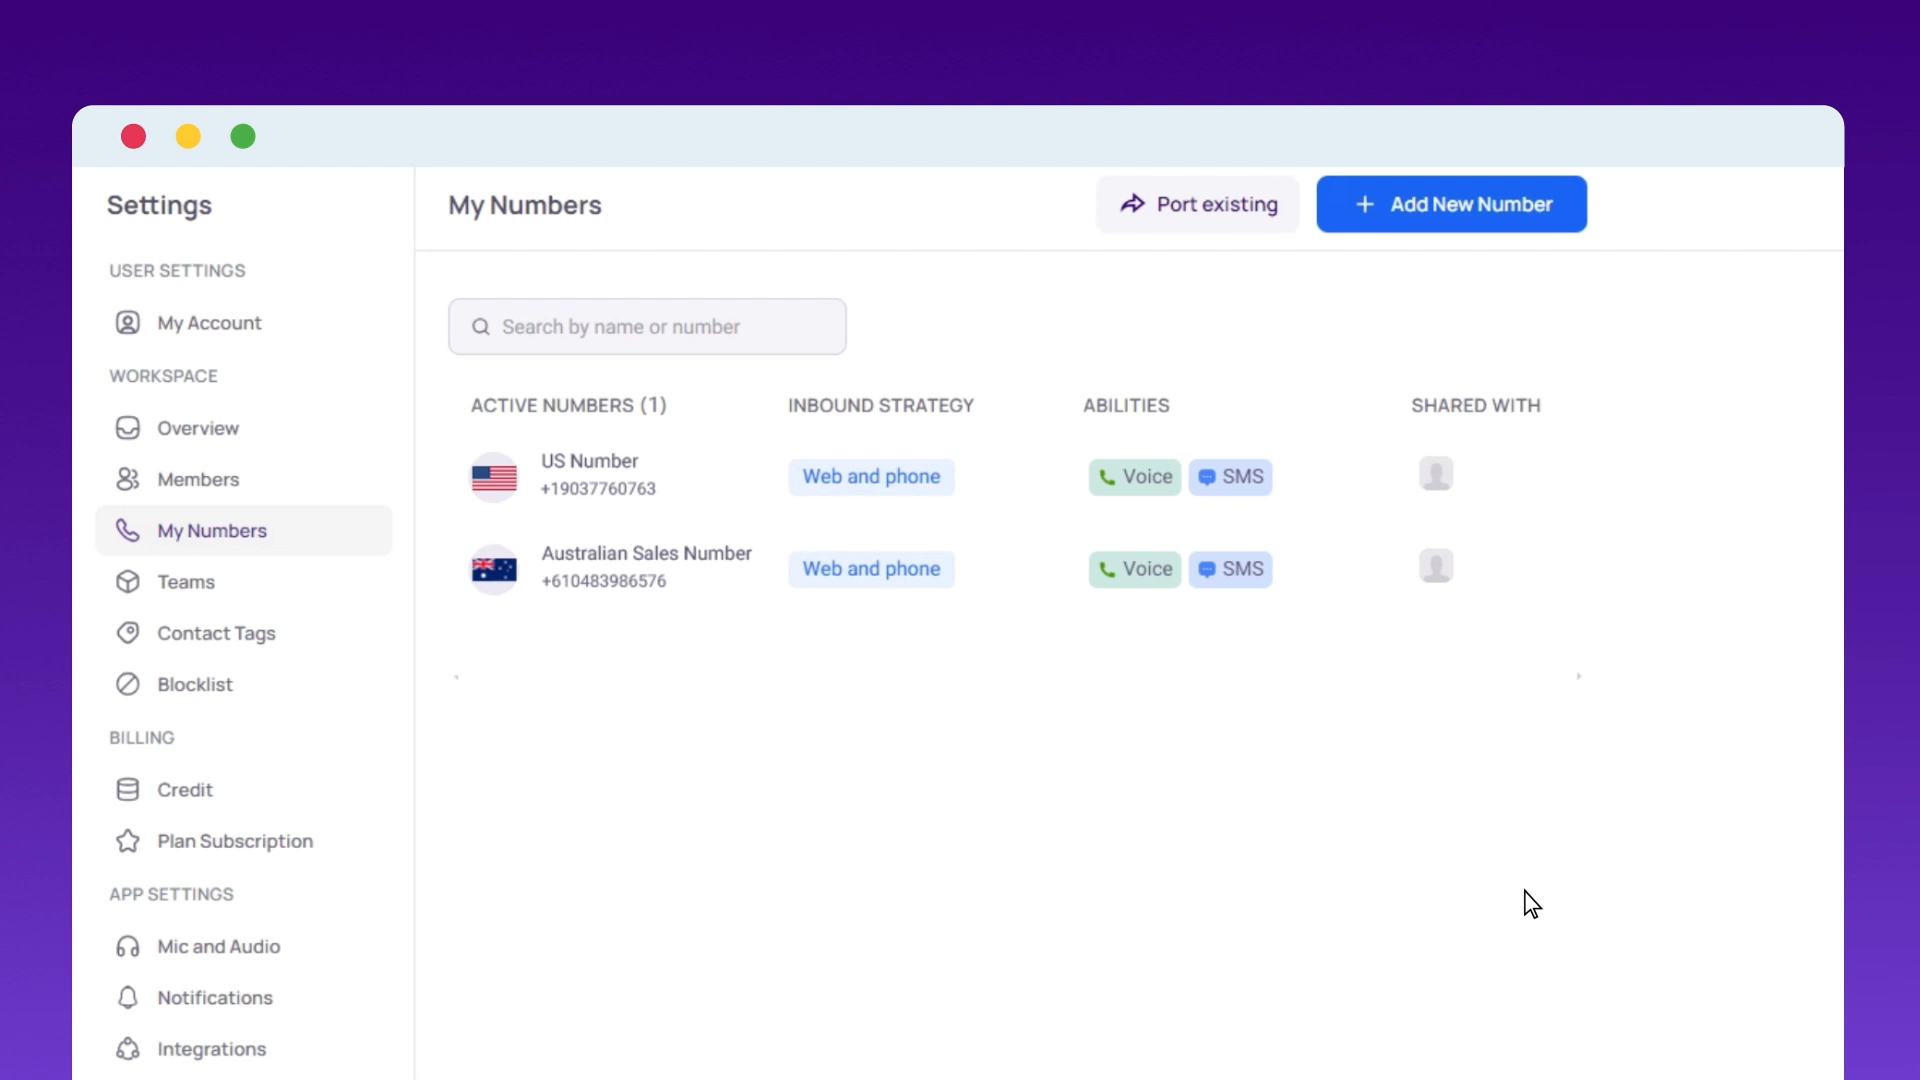 Settings
USER SETTINGS
My Account
WORKSPACE
Overview
Members
My Numbers
Teams
Contact Tags
Blocklist
BILLING
Credit
Plan Subscription
APP SETTINGS
Mic and Audio
Notifications
Integrations
My Numbers
Port existing
+ Add New Number
Search by name or number
ACTIVE NUMBERS (1) INBOUND STRATEGY ABILITIES SHARED WITH
US Number
+19037760763
Web and phone
Voice
SMS
Australian Sales Number
+610483986576
Web and phone
Voice
SMS